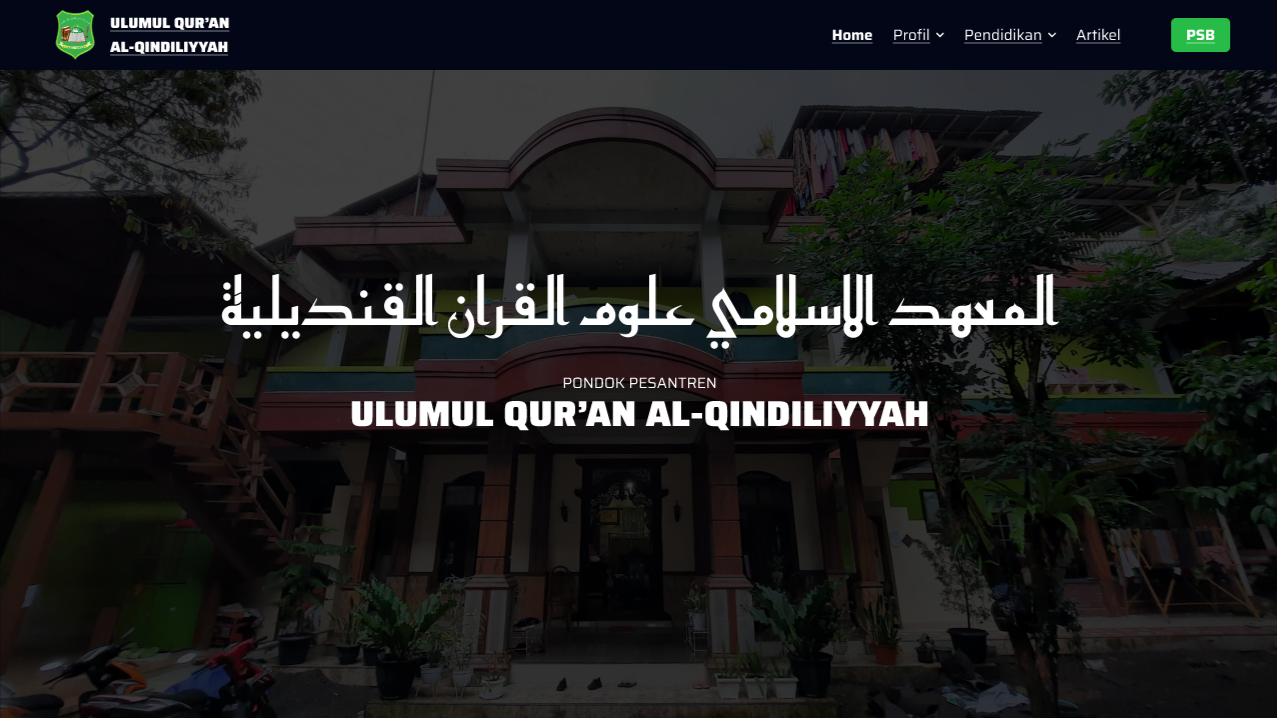 ULUMUL QUR’AN
AL-QINDILIYYAH
Home
Profil
Pendidikan
Artikel
PSB
المعهد الاسلامي علوم القران القنديلية
PONDOK PESANTREN
ULUMUL QUR’AN AL-QINDILIYYAH